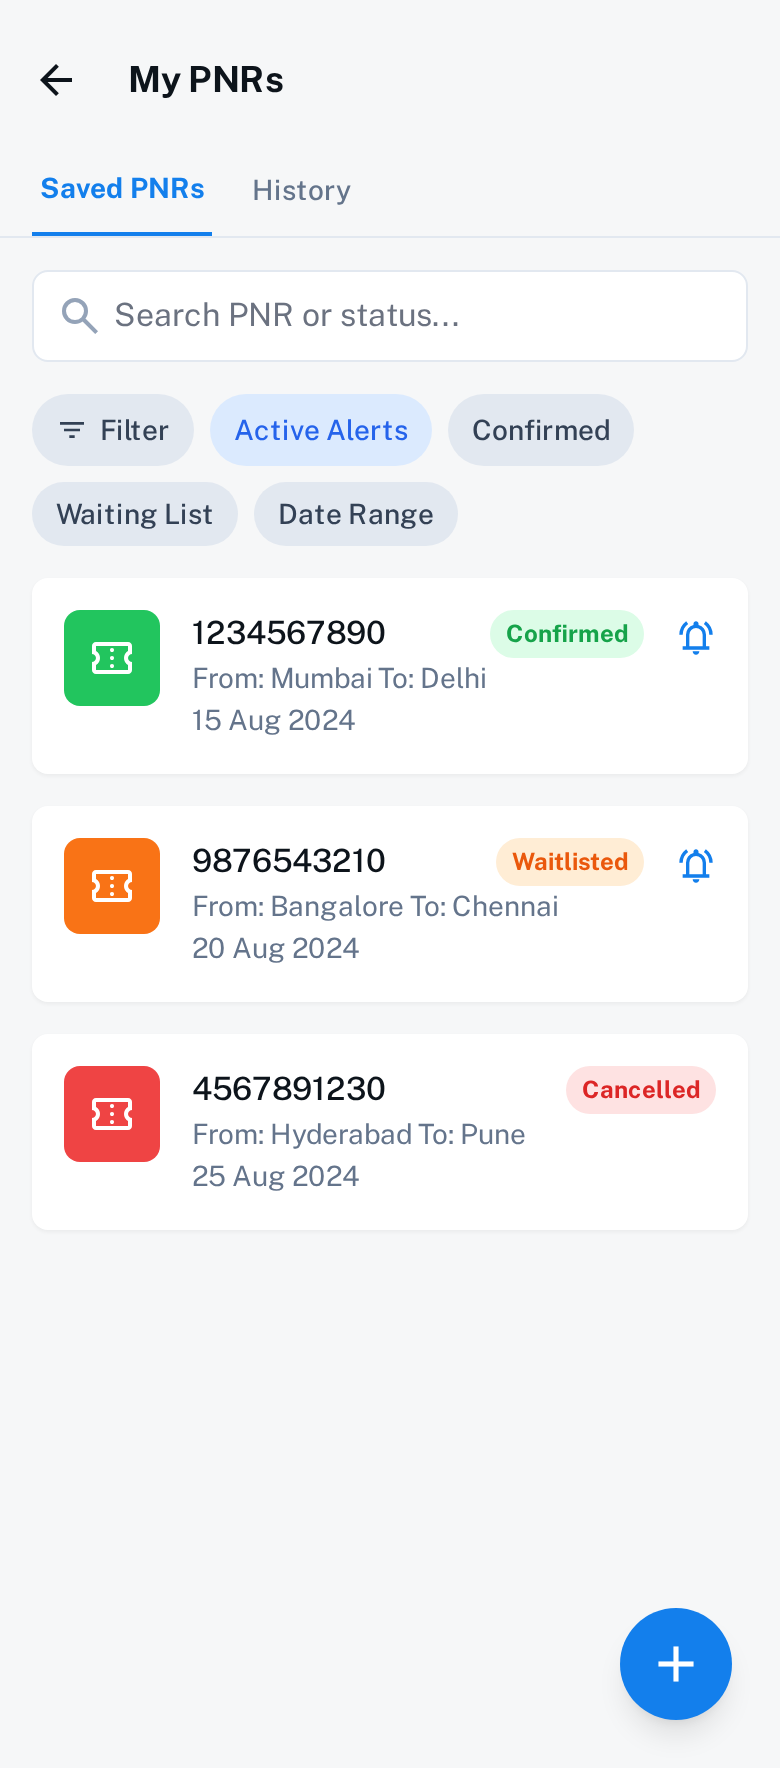 My PNRs
Saved PNRs
History
Search PNR or status...
Filter
Active Alerts
Confirmed
Waiting List
Date Range
1234567890
Confirmed
From: Mumbai To: Delhi
15 Aug 2024
9876543210
Waitlisted
From: Bangalore To: Chennai
20 Aug 2024
4567891230
Cancelled
From: Hyderabad To: Pune
25 Aug 2024